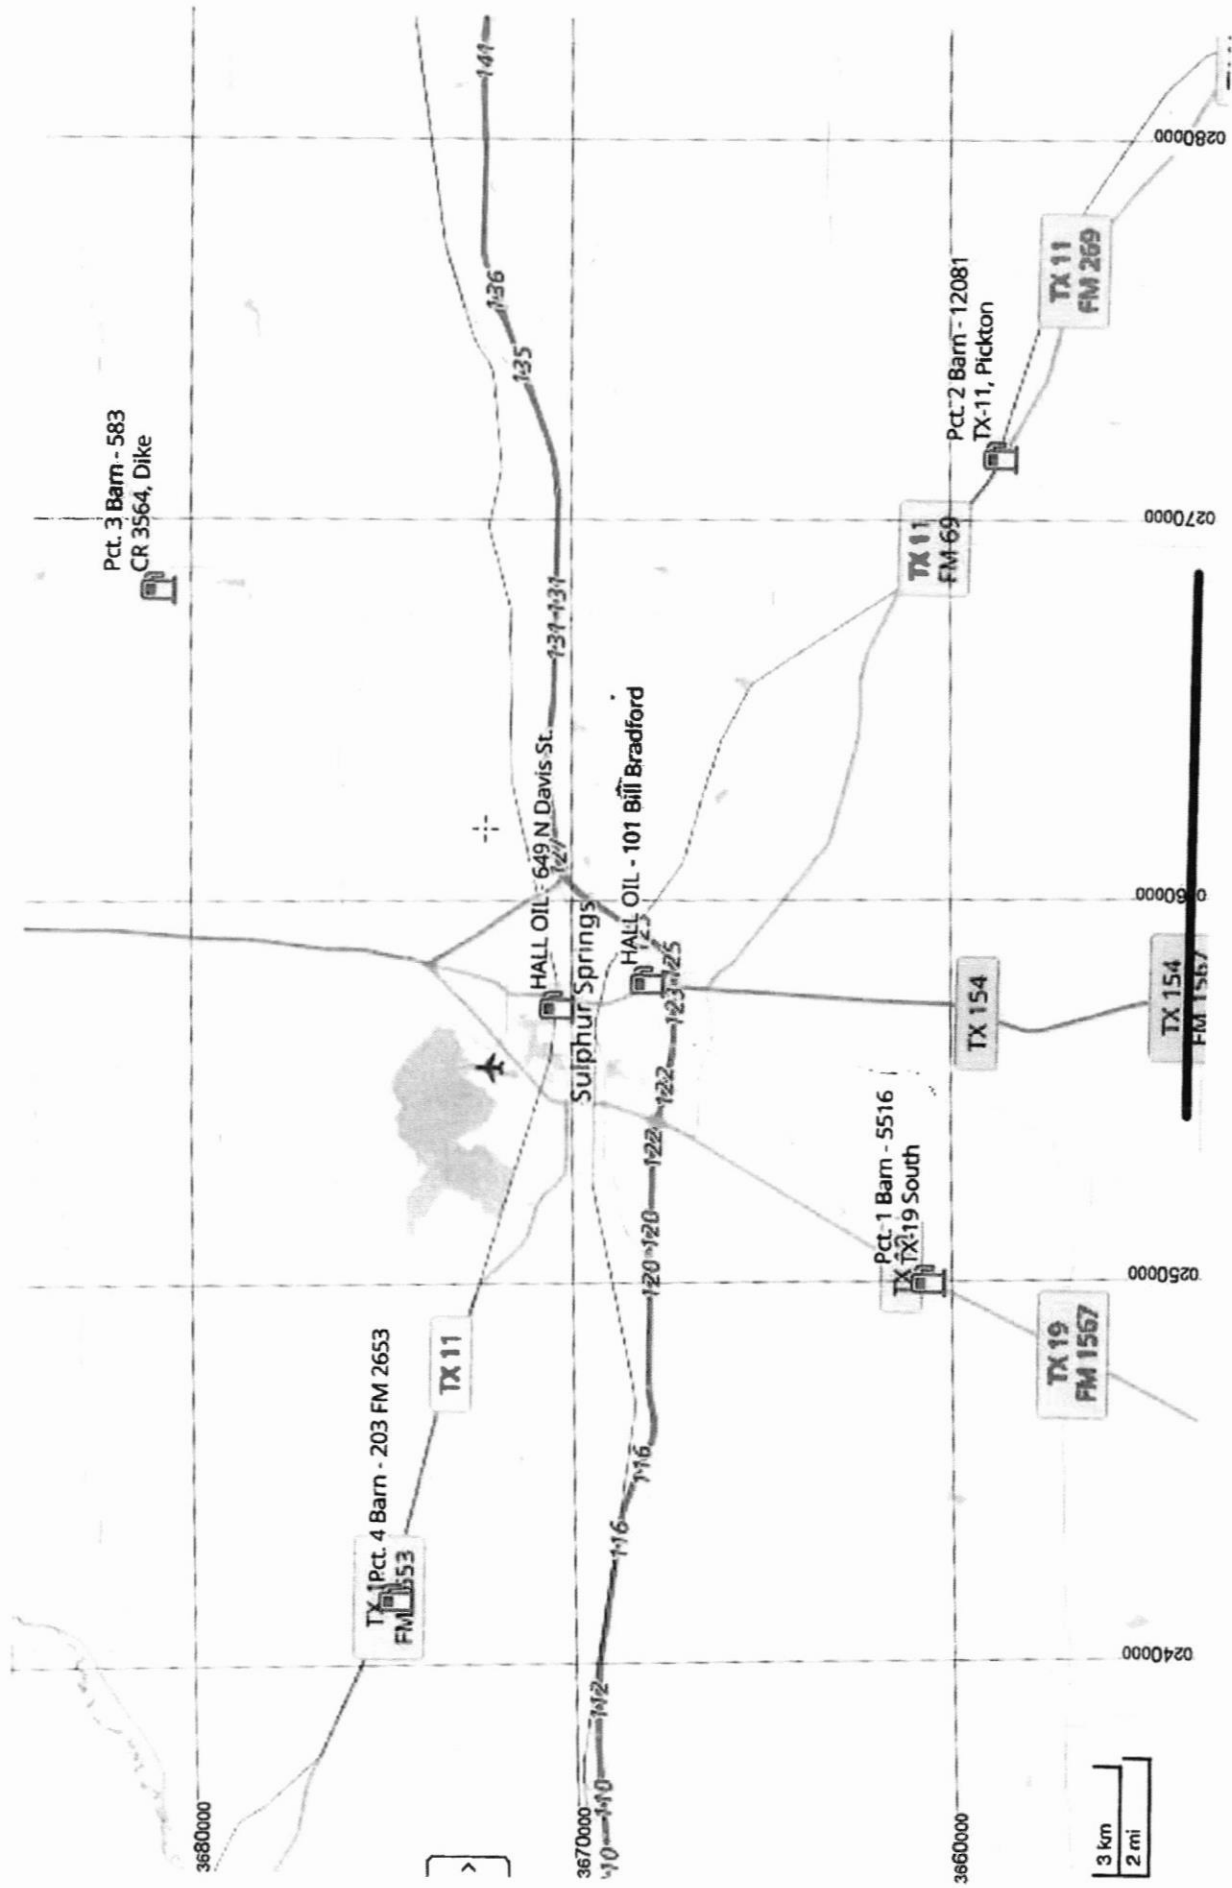 3680000
3670000
3660000
0240000
0250000
0260000
0270000
0280000
Pct. 3 Barn - 583
CR 3564, Dike
Pct. 4 Barn - 203 FM 2653
TX 11
HALL OIL - 649 N Davis St.
Sulphur Springs
HALL OIL - 101 Bill Bradford
110
112
116
116
120
120
122
122
123
125
131
131
135
136
141
Pct. 1 Barn - 5516
TX-19 South
TX 19
FM 1567
TX 154
TX 154
FM 1567
TX 11
FM 69
Pct. 2 Barn - 12081
TX-11, Pickton
TX 11
FM 269
3 km
2 mi